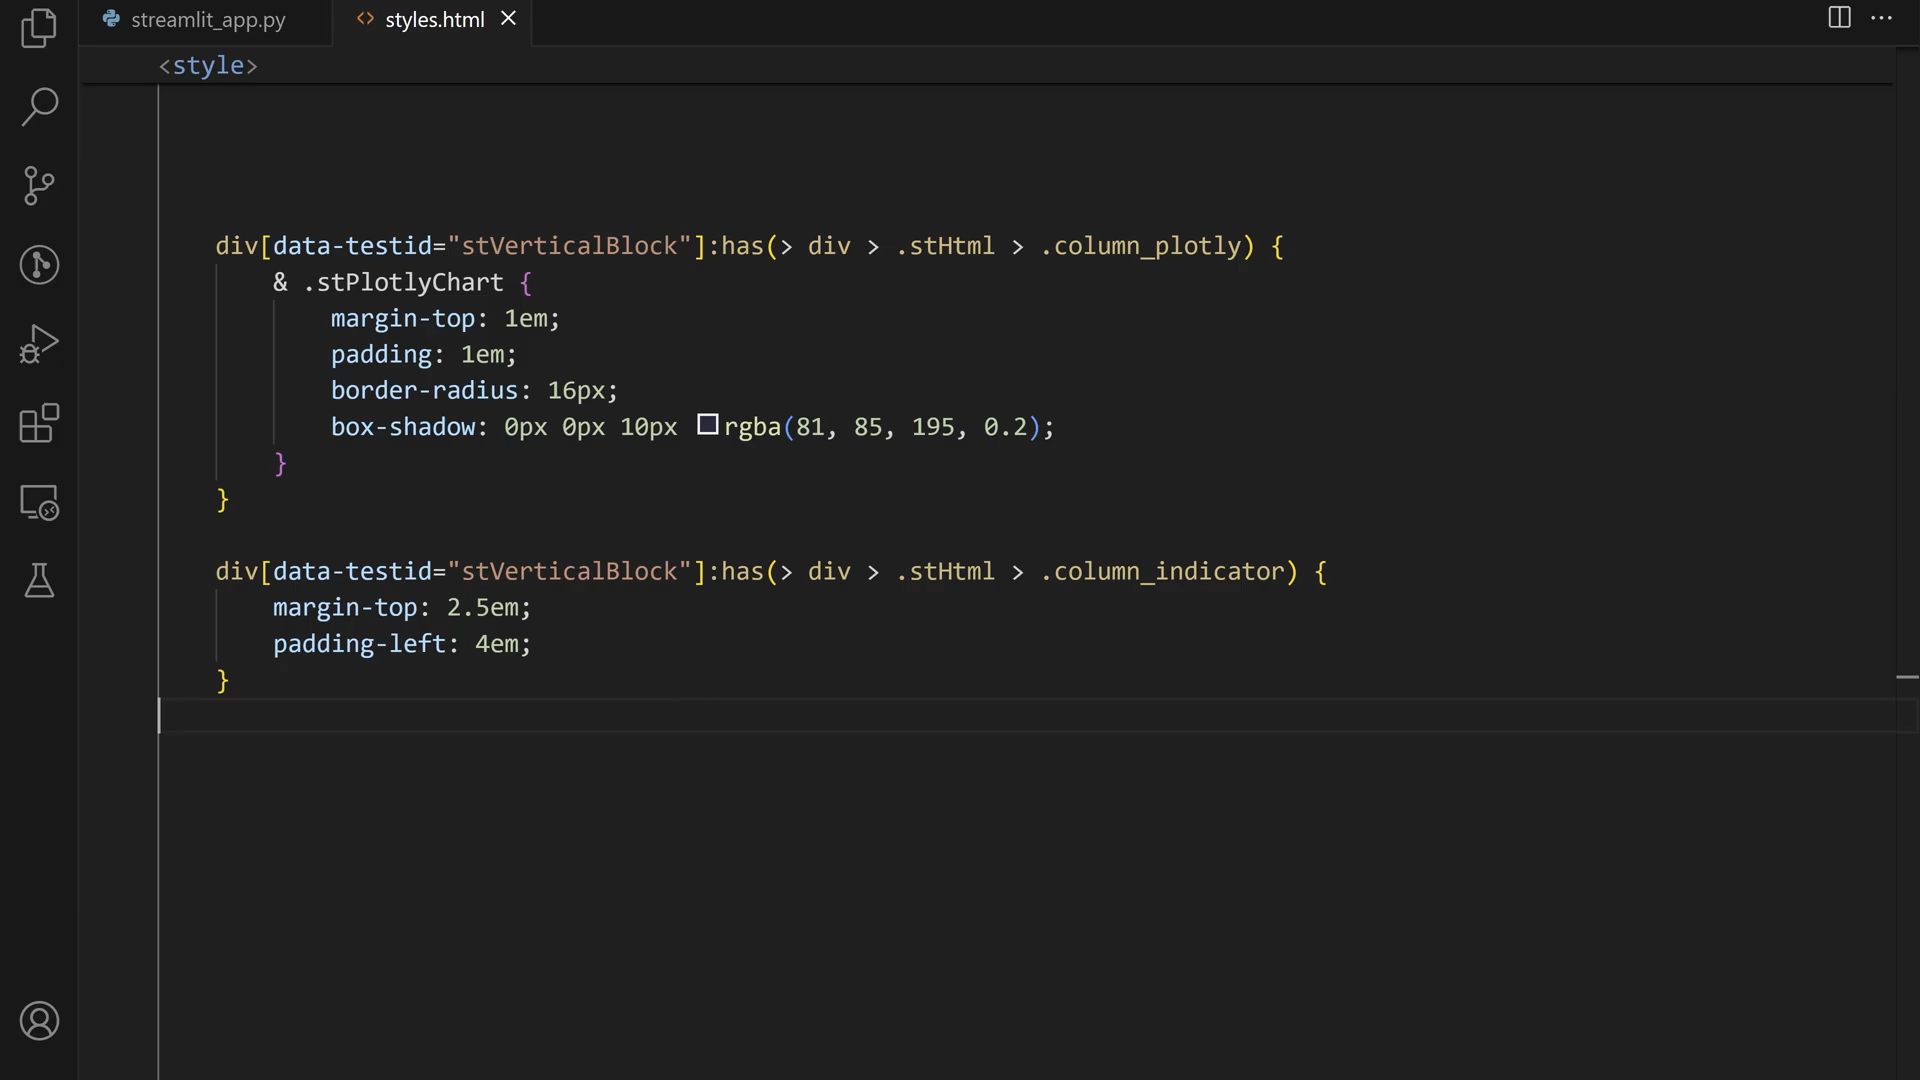 streamlit_app.py
<> styles.html ×
<style>
div[data-testid="stVerticalBlock"]:has(> div > .stHtml > .column_plotly) {
& .stPlotlyChart {
margin-top: 1em;
padding: 1em;
border-radius: 16px;
box-shadow: 0px 0px 10px rgba(81, 85, 195, 0.2);
}
}
div[data-testid="stVerticalBlock"]:has(> div > .stHtml > .column_indicator) {
margin-top: 2.5em;
padding-left: 4em;
}